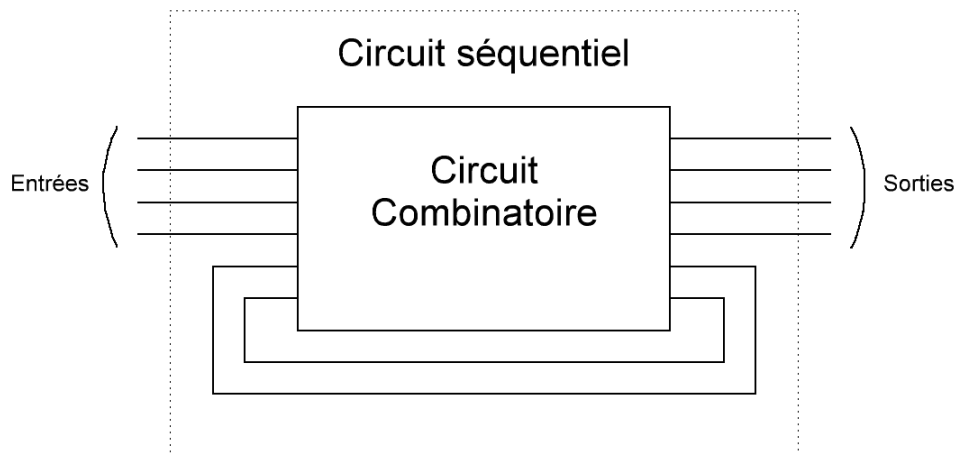 Circuit séquentiel
Circuit
Combinatoire
Entrées
Sorties